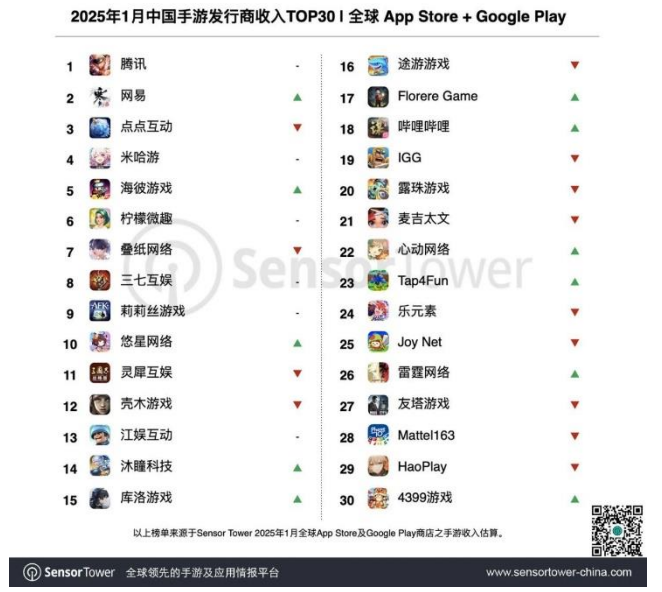 2025年1月中国手游发行商收入TOP30 | 全球 App Store + Google Play
1 腾讯 -
2 网易 ▲
3 点点互动 ▼
4 米哈游 -
5 海彼游戏 ▲
6 柠檬微趣 -
7 叠纸网络 ▼
8 三七互娱 -
9 莉莉丝游戏 -
10 悠星网络 ▲
11 灵犀互娱 ▼
12 壳木游戏 ▼
13 江娱互动 -
14 沐瞳科技 ▲
15 库洛游戏 ▲
16 途游游戏 ▼
17 Florere Game ▲
18 哔哩哔哩 ▲
19 IGG ▼
20 露珠游戏 ▼
21 麦吉太文 ▼
22 心动网络 ▲
23 Tap4Fun ▲
24 乐元素 ▼
25 Joy Net ▼
26 雷霆网络 ▲
27 友塔游戏 ▼
28 Mattel163 ▼
29 HaoPlay ▼
30 4399游戏 ▲
SensorTower
以上榜单来源于Sensor Tower 2025年1月全球App Store及Google Play商店之手游收入估算。
SensorTower 全球领先的手游及应用情报平台
www.sensortower-china.com